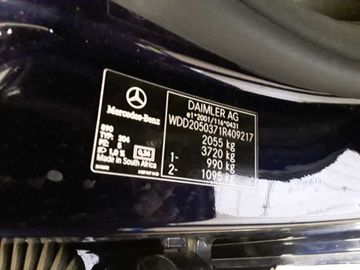 DAIMLER AG
e1*2001/116*0431
WDD2050371R409217
2055 kg
3720 kg
1- 990 kg
2- 1095 kg
Mercedes-Benz
TYP: 204
Made in South Africa